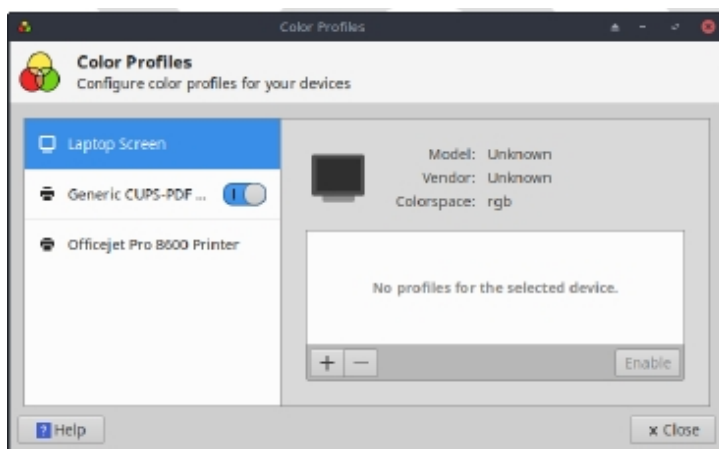 Color Profiles
Color Profiles
Configure color profiles for your devices
Laptop Screen
Generic CUPS-PDF ...
Officejet Pro 8600 Printer
Model: Unknown
Vendor: Unknown
Colorspace: rgb
No profiles for the selected device.
+ −
Enable
? Help
x Close